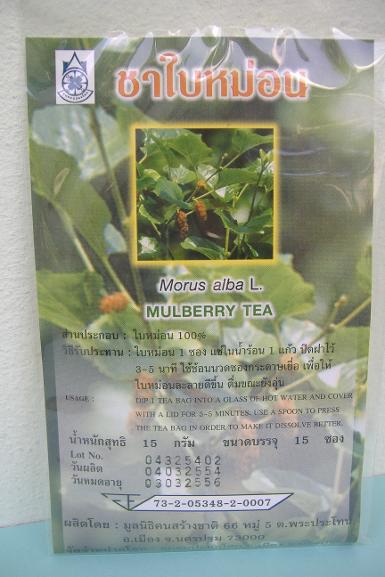 ชาใบหม่อน
Morus alba L.
MULBERRY TEA
ส่วนประกอบ : ใบหม่อน 100%
วิธีรับประทาน : ใบหม่อน 1 ซอง แช่ในน้ำร้อน 1 แก้ว ปิดฝาไว้
3-5 นาที ใช้ช้อนนวดซองกระดาษเยื่อ เพื่อให้
ใบหม่อนละลายดีขึ้น ดื่มขณะยังอุ่น
USAGE : DIP 1 TEA BAG INTO A GLASS OF HOT WATER AND COVER
WITH A LID FOR 3-5 MINUTES. USE A SPOON TO PRESS
THE TEA BAG IN ORDER TO MAKE IT DISSOLVE BETTER.
น้ำหนักสุทธิ 15 กรัม ขนาดบรรจุ 15 ซอง
Lot No. 04325402
วันผลิต 04032554
วันหมดอายุ 03032556
73-2-05348-2-0007
ผลิตโดย : มูลนิธิคนสร้างชาติ 66 หมู่ 5 ต.พระประโทน
อ.เมือง จ.นครปฐม 73000